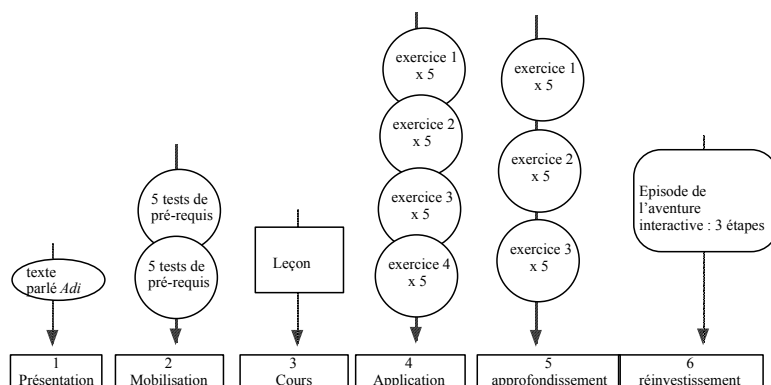 texte
parlé Adi
5 tests de
pré-requis
5 tests de
pré-requis
Leçon
exercice 1
x 5
exercice 2
x 5
exercice 3
x 5
exercice 4
x 5
exercice 1
x 5
exercice 2
x 5
exercice 3
x 5
Episode de
l’aventure
interactive : 3 étapes
1
Présentation
2
Mobilisation
3
Cours
4
Application
5
approfondissement
6
réinvestissement